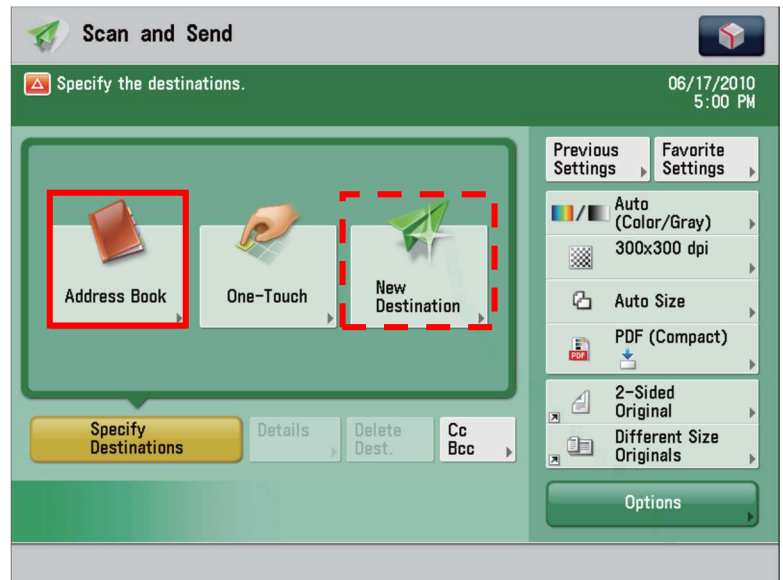 Scan and Send
Specify the destinations.
06/17/2010
5:00 PM
Address Book
One-Touch
New
Destination
Specify
Destinations
Details
Delete
Dest.
Cc
Bcc
Previous
Settings
Favorite
Settings
Auto
(Color/Gray)
300x300 dpi
Auto Size
PDF
PDF (Compact)
2-Sided
Original
Different Size
Originals
Options